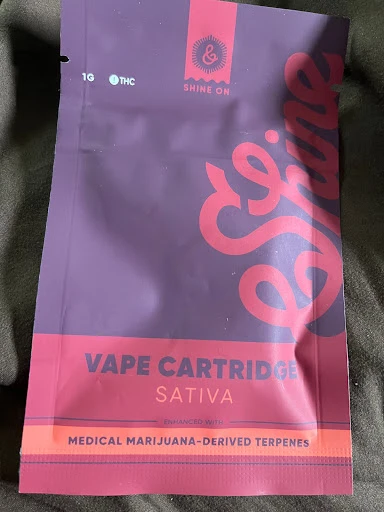 &
SHINE ON
1G THC
& Shine
VAPE CARTRIDGE
SATIVA
ENHANCED WITH
MEDICAL MARIJUANA-DERIVED TERPENES